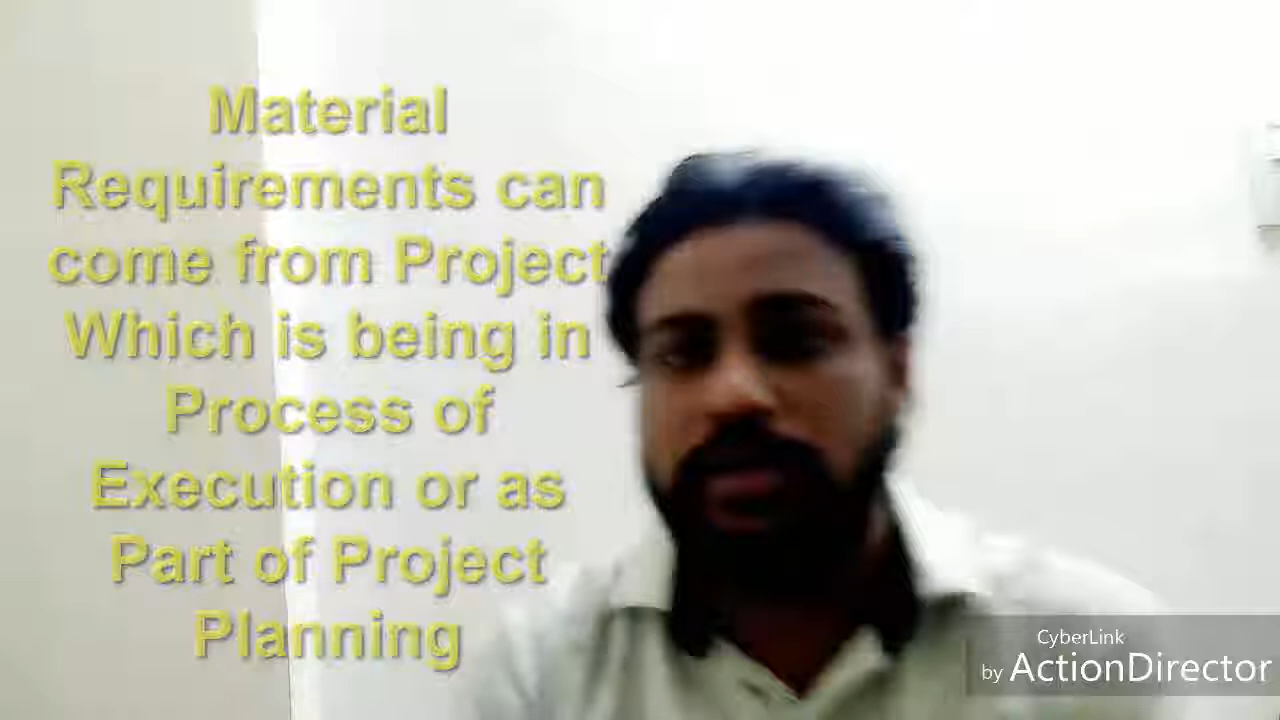 Material
Requirements can
come from Project
Which is being in
Process of
Execution or as
Part of Project
Planning
CyberLink
by ActionDirector